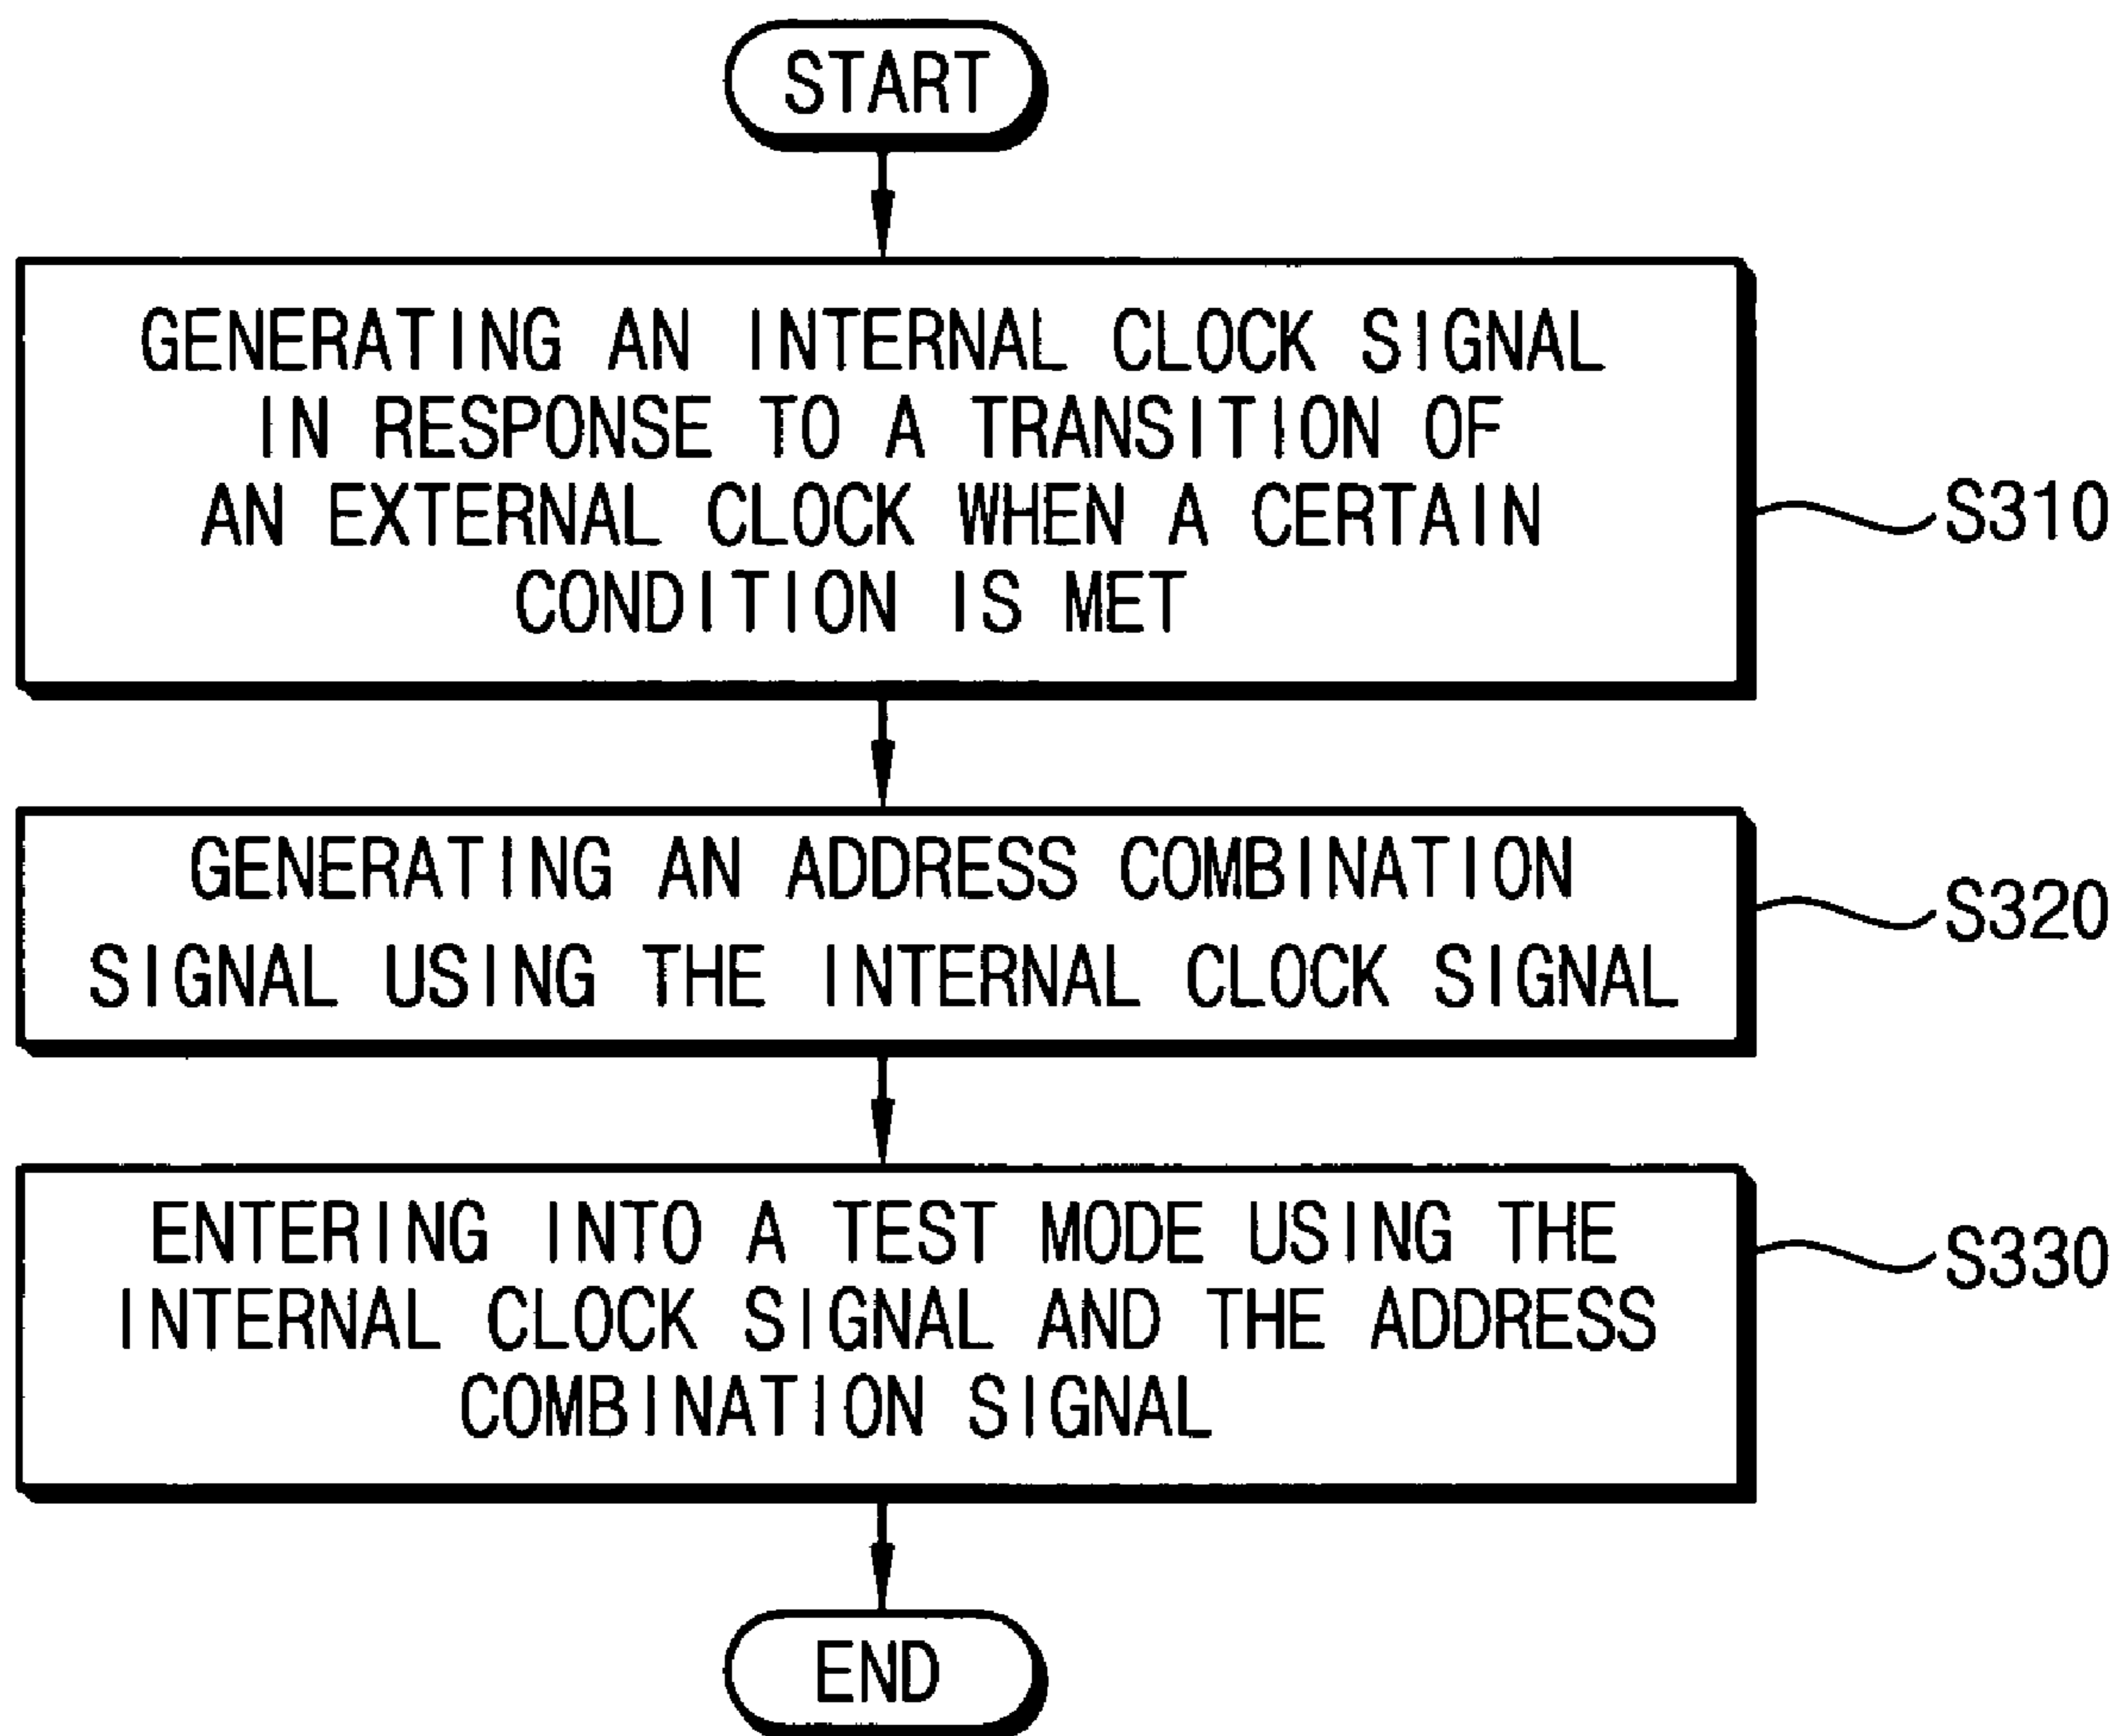 START
GENERATING AN INTERNAL CLOCK SIGNAL
IN RESPONSE TO A TRANSITION OF
AN EXTERNAL CLOCK WHEN A CERTAIN
CONDITION IS MET
S310
GENERATING AN ADDRESS COMBINATION
SIGNAL USING THE INTERNAL CLOCK SIGNAL
S320
ENTERING INTO A TEST MODE USING THE
INTERNAL CLOCK SIGNAL AND THE ADDRESS
COMBINATION SIGNAL
S330
END